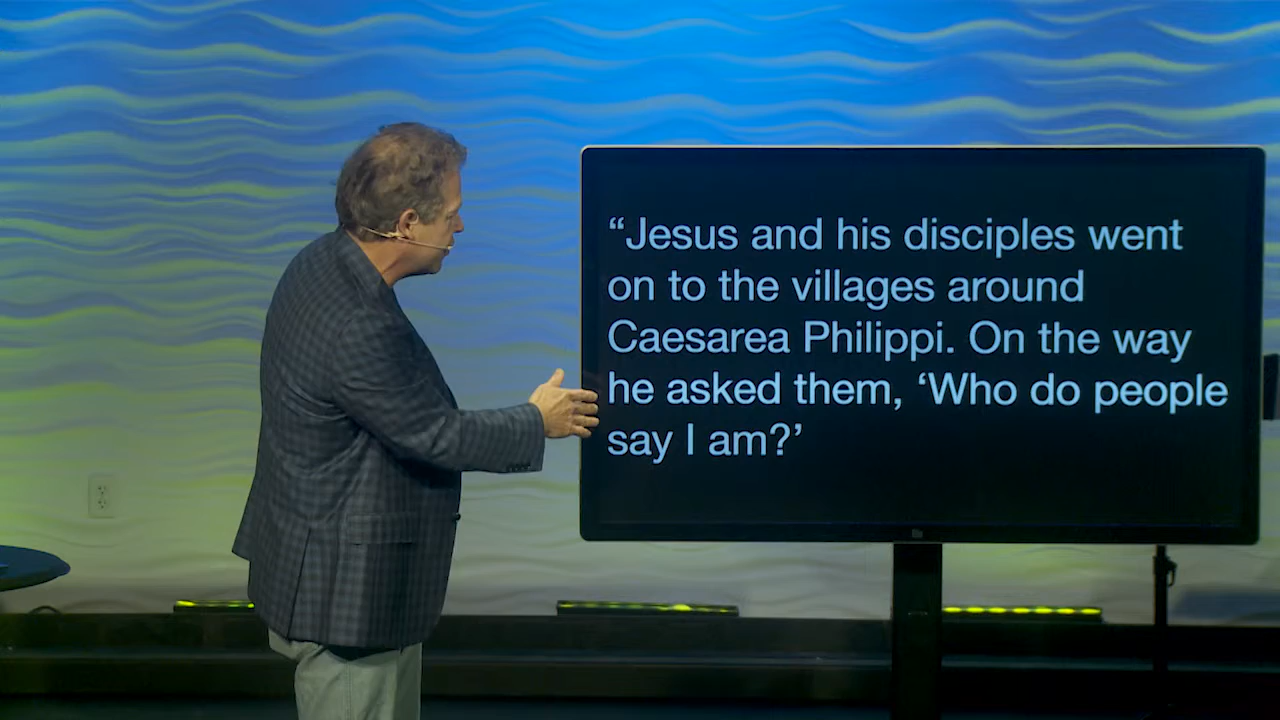 “Jesus and his disciples went
on to the villages around
Caesarea Philippi. On the way
he asked them, ‘Who do people
say I am?’